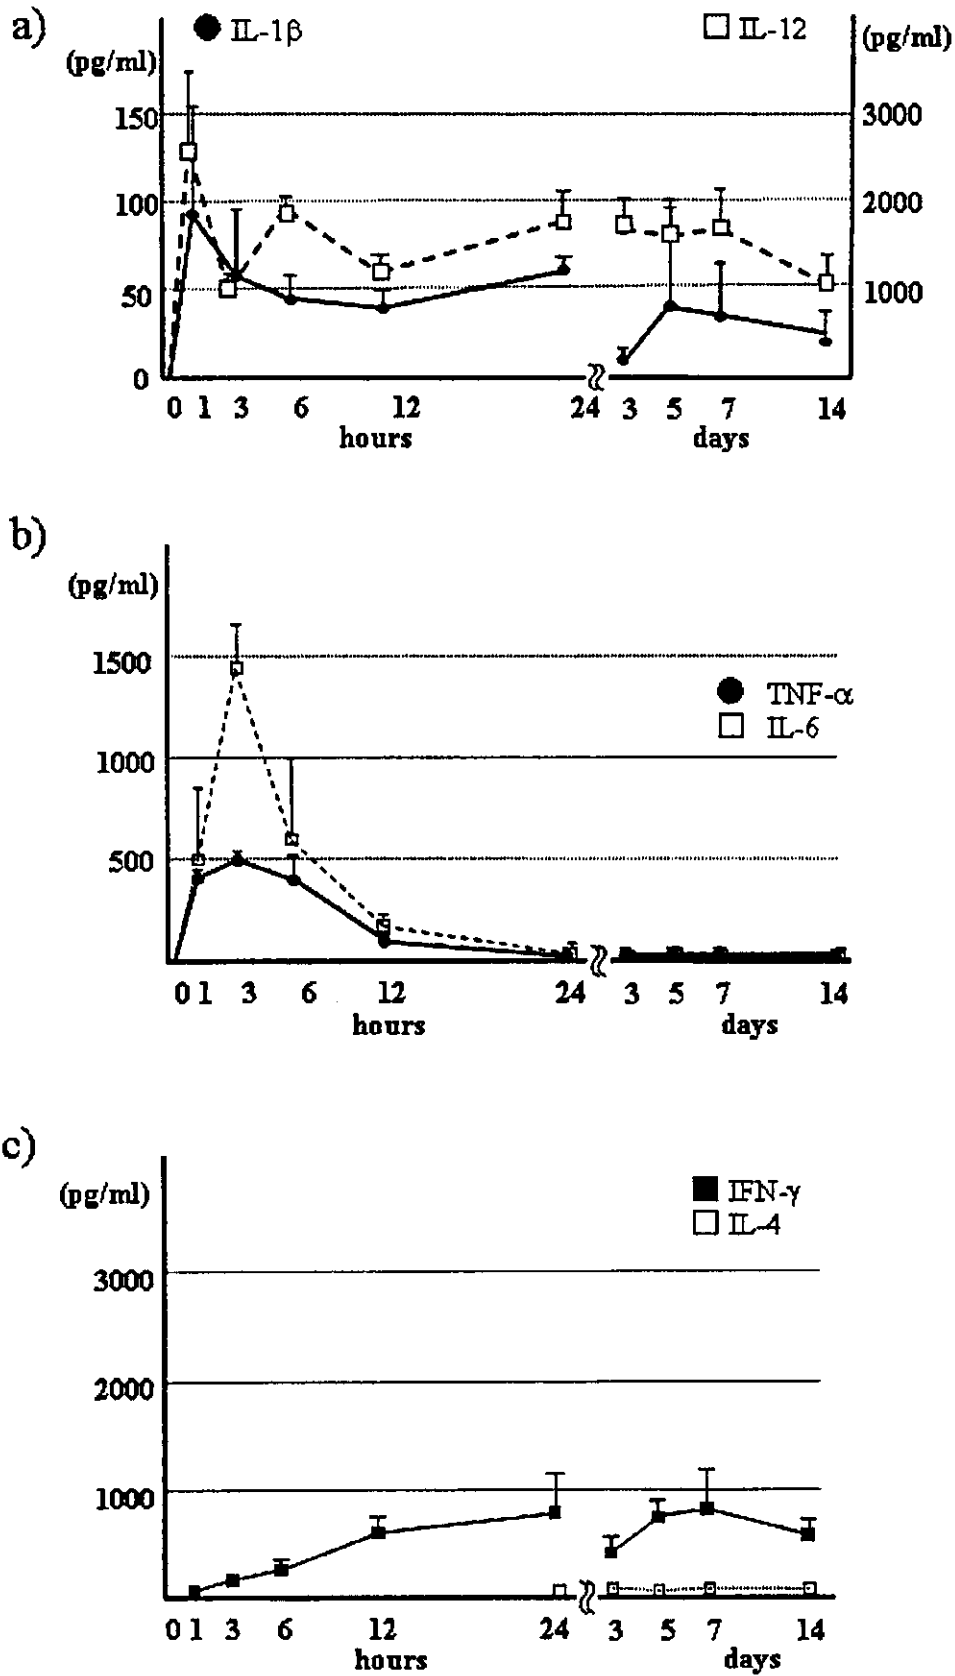 a)
IL-1β
IL-12
(pg/ml)
(pg/ml)
150
3000
100
2000
50
1000
0
0 1 3 6 12 24 3 5 7 14
hours days
b)
(pg/ml)
1500
TNF-α
IL-6
1000
500
0 1 3 6 12 24 3 5 7 14
hours days
c)
(pg/ml)
IFN-γ
IL-4
3000
2000
1000
0 1 3 6 12 24 3 5 7 14
hours days